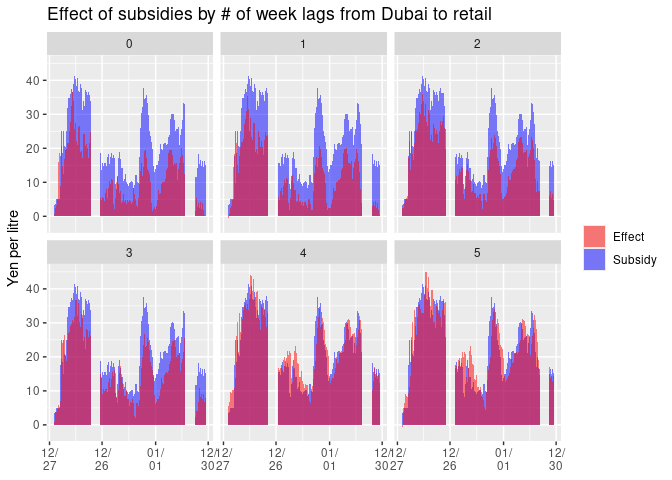 Effect of subsidies by # of week lags from Dubai to retail
0 1 2
40
30
20
10
0
Yen per litre
3 4 5
40
30
20
10
0
12/ 12/ 01/ 12/ 12/ 12/ 01/ 12/ 12/ 12/ 01/ 12/
27 26 01 30 27 26 01 30 27 26 01 30
Effect
Subsidy